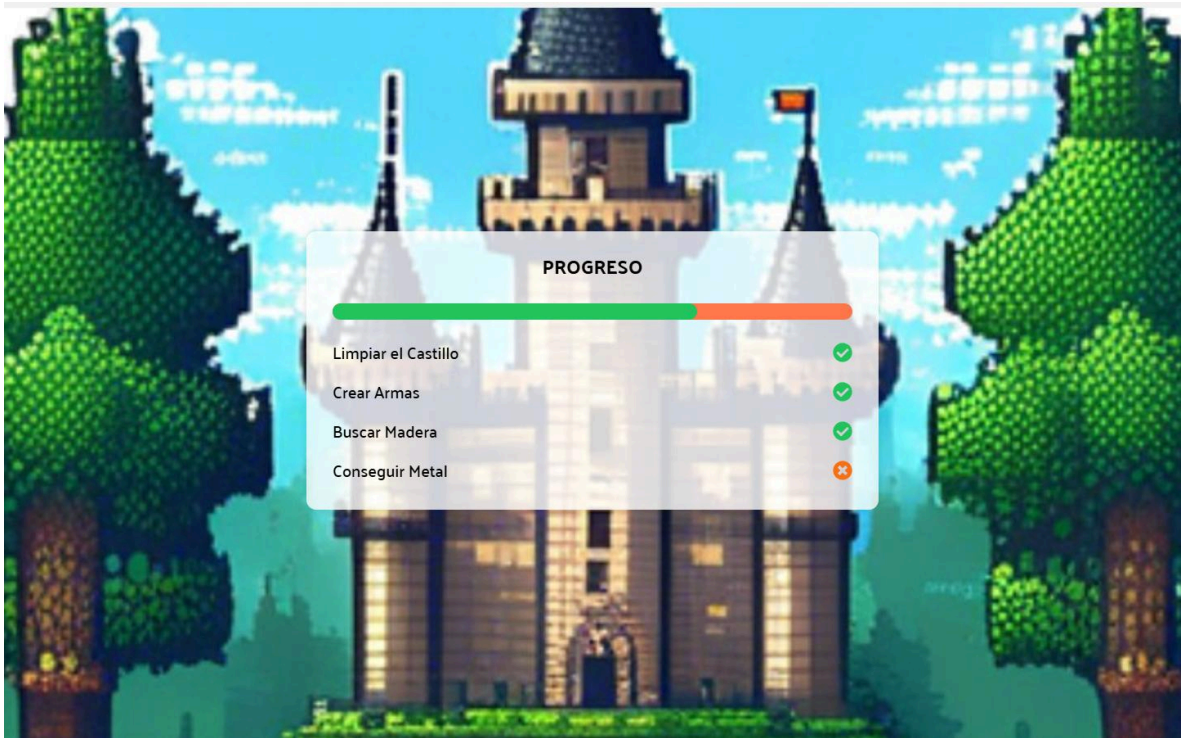 PROGRESO
Limpiar el Castillo
Crear Armas
Buscar Madera
Conseguir Metal